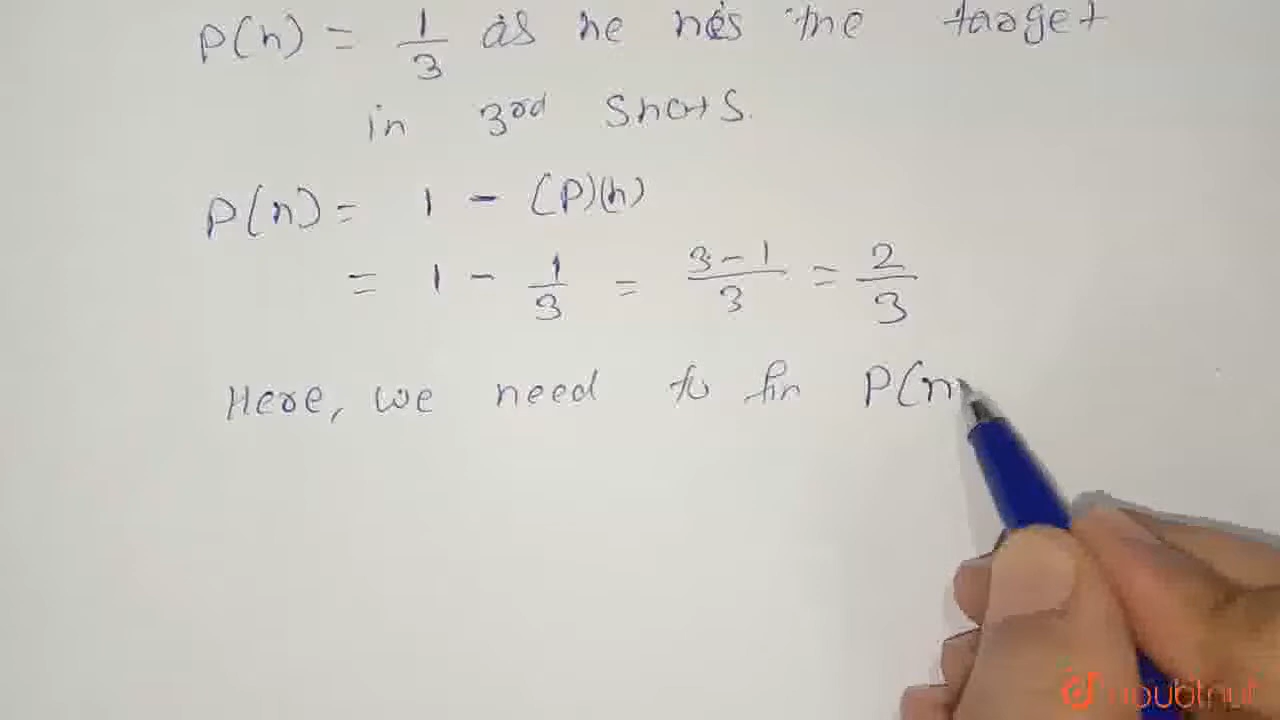 P(h) = 1/3 as he hits the target
in 3rd Shots.
P(n) = 1 - (P)(h)
= 1 - 1/3 = 3-1/3 = 2/3
Here, we need to fin P(n
doubtnut